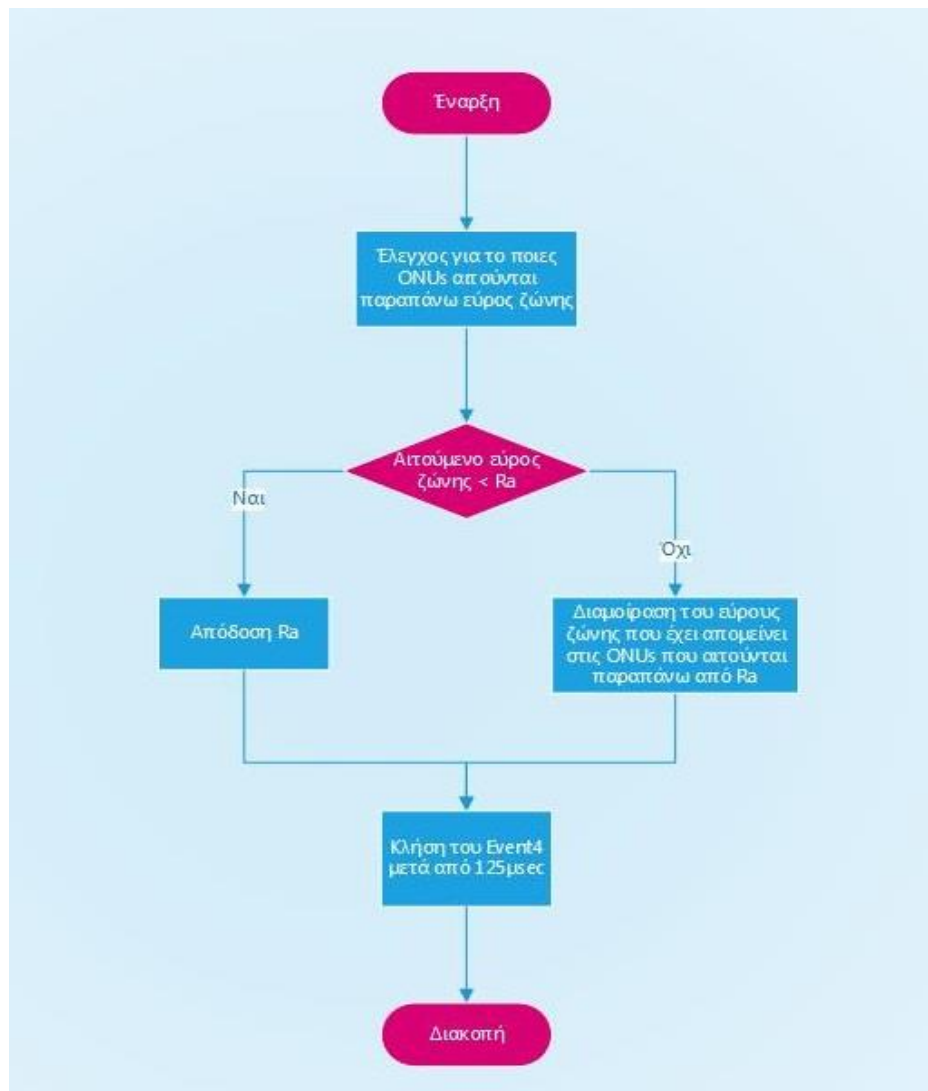 Έναρξη
Έλεγχος για το ποιες
ONUs αιτούνται
παραπάνω εύρος ζώνης
Αιτούμενο εύρος
ζώνης < Ra
Ναι
Όχι
Απόδοση Ra
Διαμοίραση του εύρους
ζώνης που έχει απομείνει
στις ONUs που αιτούνται
παραπάνω από Ra
Κλήση του Event4
μετά από 125μsec
Διακοπή